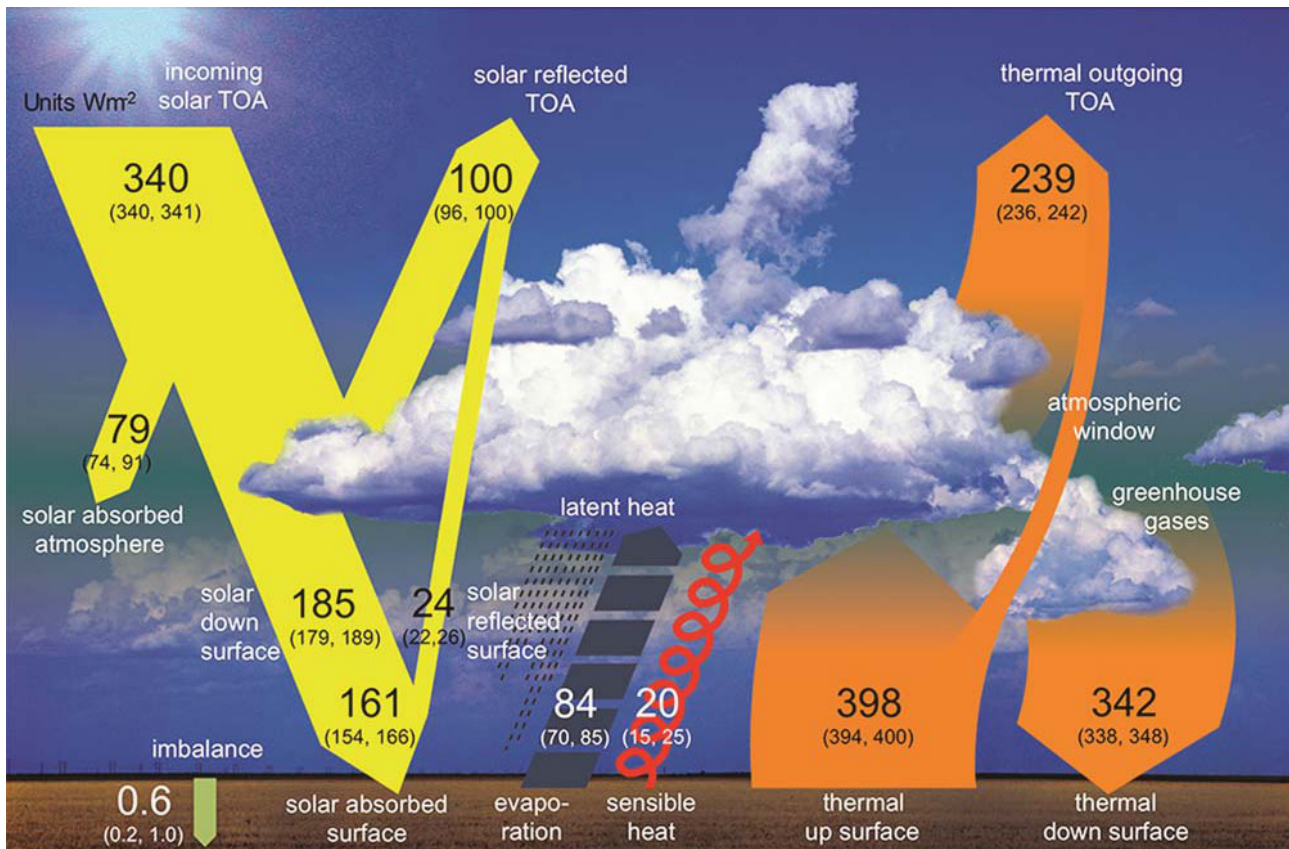 incoming
solar TOA
Units Wm²
solar reflected
TOA
thermal outgoing
TOA
340
(340, 341)
100
(96, 100)
239
(236, 242)
79
(74, 91)
solar absorbed
atmosphere
atmospheric
window
greenhouse
gases
latent heat
solar
down
surface
185
(179, 189)
24
(22,26)
solar
reflected
surface
161
(154, 166)
84
(70, 85)
20
(15, 25)
398
(394, 400)
342
(338, 348)
imbalance
0.6
(0.2, 1.0)
solar absorbed
surface
evapo-
ration
sensible
heat
thermal
up surface
thermal
down surface